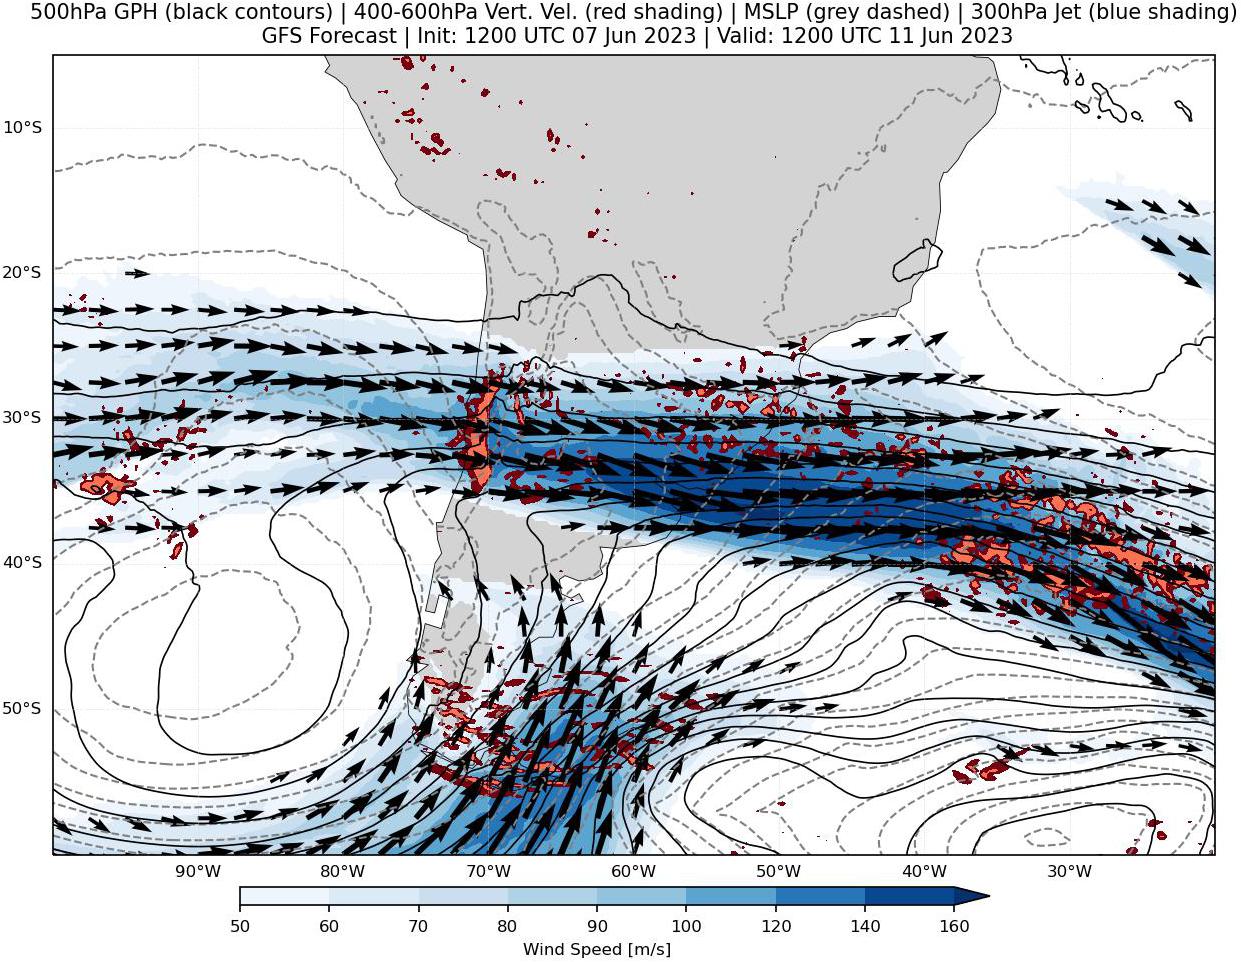 500hPa GPH (black contours) | 400-600hPa Vert. Vel. (red shading) | MSLP (grey dashed) | 300hPa Jet (blue shading)
GFS Forecast | Init: 1200 UTC 07 Jun 2023 | Valid: 1200 UTC 11 Jun 2023
10°S
20°S
30°S
40°S
50°S
90°W 80°W 70°W 60°W 50°W 40°W 30°W
50 60 70 80 90 100 120 140 160
Wind Speed [m/s]